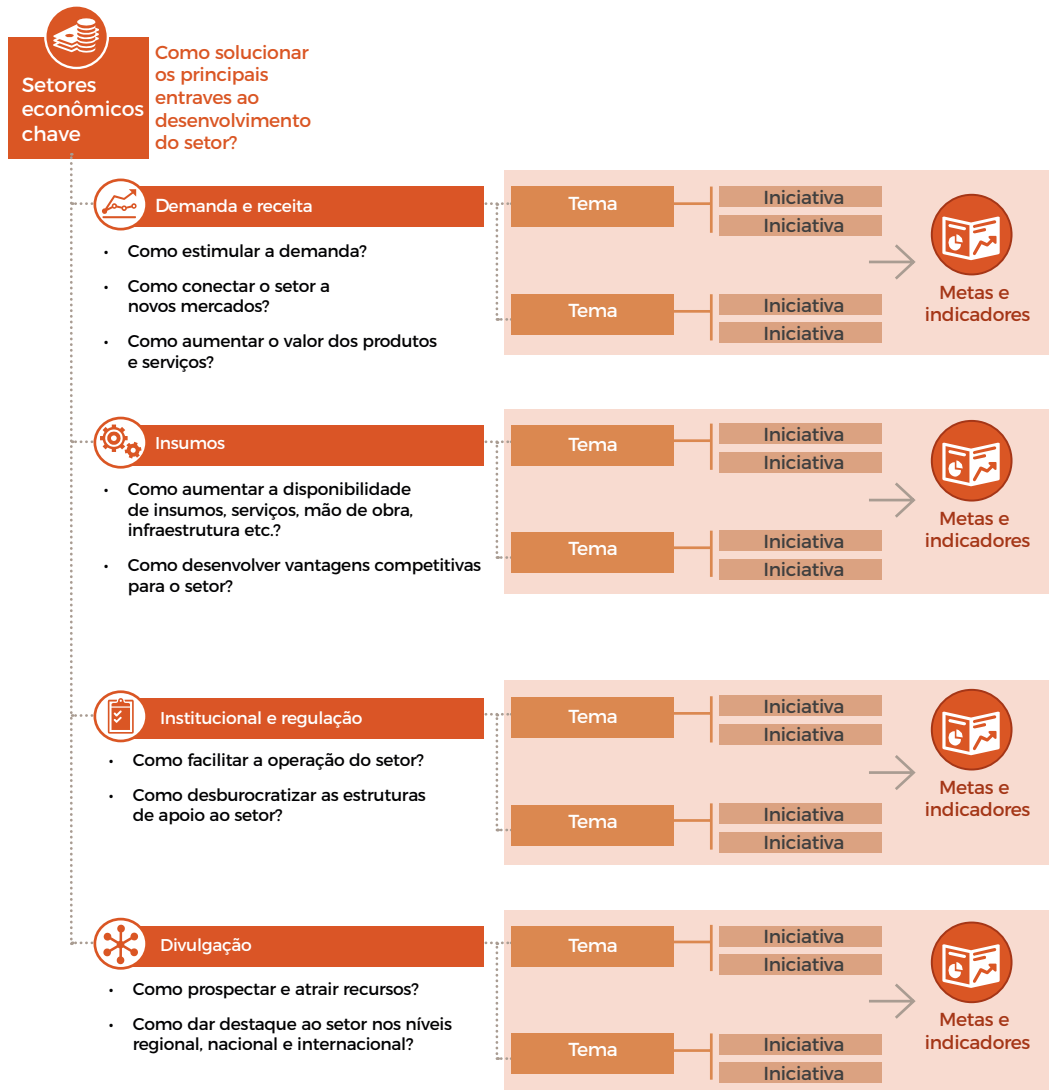 Setores
econômicos
chave
Como solucionar
os principais
entraves ao
desenvolvimento
do setor?
Demanda e receita
• Como estimular a demanda?
• Como conectar o setor a
novos mercados?
• Como aumentar o valor dos produtos
e serviços?
Tema
Iniciativa
Iniciativa
Tema
Iniciativa
Iniciativa
Metas e
indicadores
Insumos
• Como aumentar a disponibilidade
de insumos, serviços, mão de obra,
infraestrutura etc.?
• Como desenvolver vantagens competitivas
para o setor?
Tema
Iniciativa
Iniciativa
Tema
Iniciativa
Iniciativa
Metas e
indicadores
Institucional e regulação
• Como facilitar a operação do setor?
• Como desburocratizar as estruturas
de apoio ao setor?
Tema
Iniciativa
Iniciativa
Tema
Iniciativa
Iniciativa
Metas e
indicadores
Divulgação
• Como prospectar e atrair recursos?
• Como dar destaque ao setor nos níveis
regional, nacional e internacional?
Tema
Iniciativa
Iniciativa
Tema
Iniciativa
Iniciativa
Metas e
indicadores